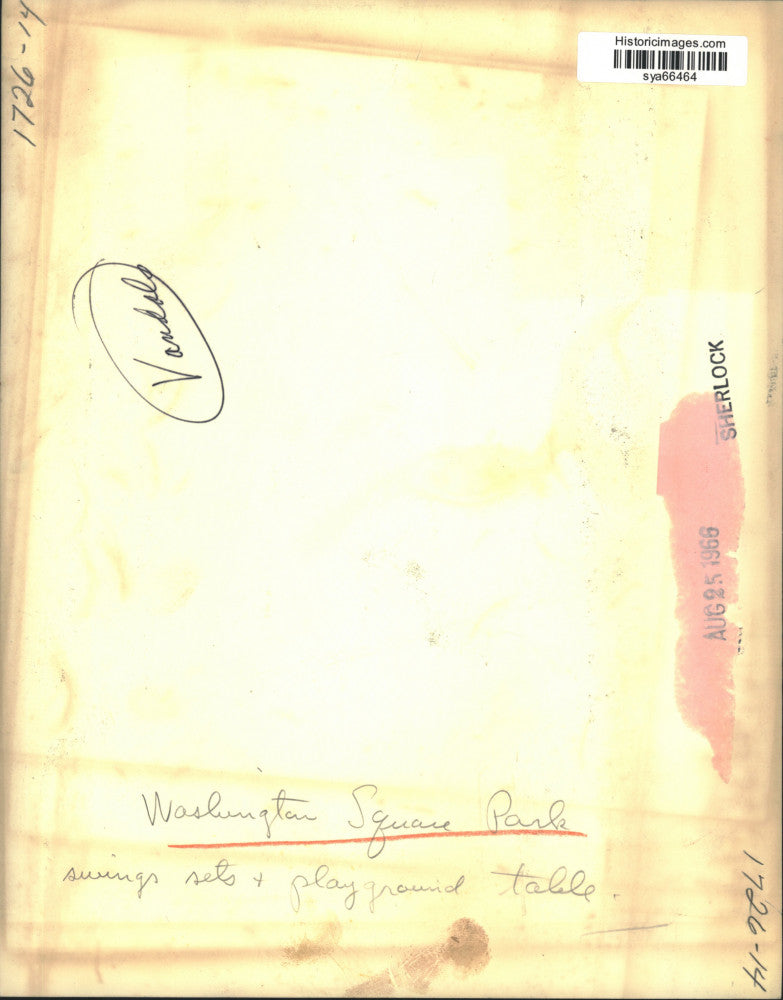 1726-14
Historicimages.com
sya66464
Vandals
SHERLOCK
AUG 25 1966
Washington Square Park
swings sets + playground table.
1726-14